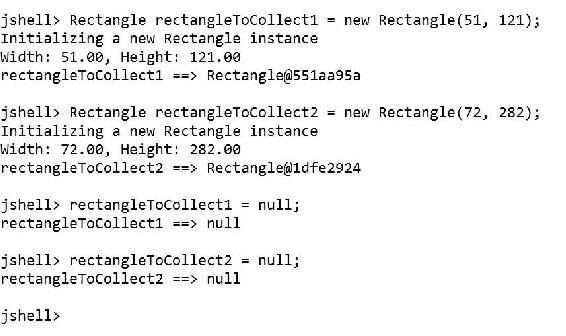 jshell> Rectangle rectangleToCollect1 = new Rectangle(51, 121);
Initializing a new Rectangle instance
Width: 51.00, Height: 121.00
rectangleToCollect1 ==> Rectangle@551aa95a
jshell> Rectangle rectangleToCollect2 = new Rectangle(72, 282);
Initializing a new Rectangle instance
Width: 72.00, Height: 282.00
rectangleToCollect2 ==> Rectangle@1dfe2924
jshell> rectangleToCollect1 = null;
rectangleToCollect1 ==> null
jshell> rectangleToCollect2 = null;
rectangleToCollect2 ==> null
jshell>